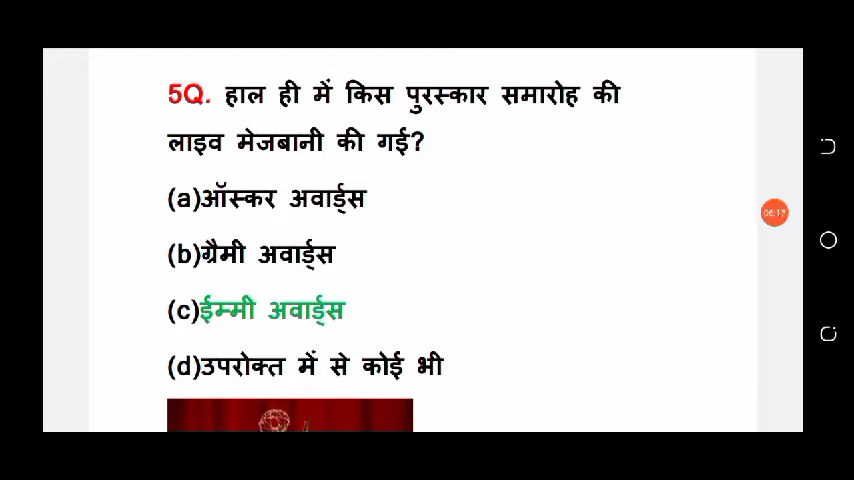 5Q. हाल ही में किस पुरस्कार समारोह की
लाइव मेजबानी की गई?
(a)ऑस्कर अवार्ड्स
(b)ग्रैमी अवार्ड्स
(c)ईम्मी अवार्ड्स
(d)उपरोक्त में से कोई भी